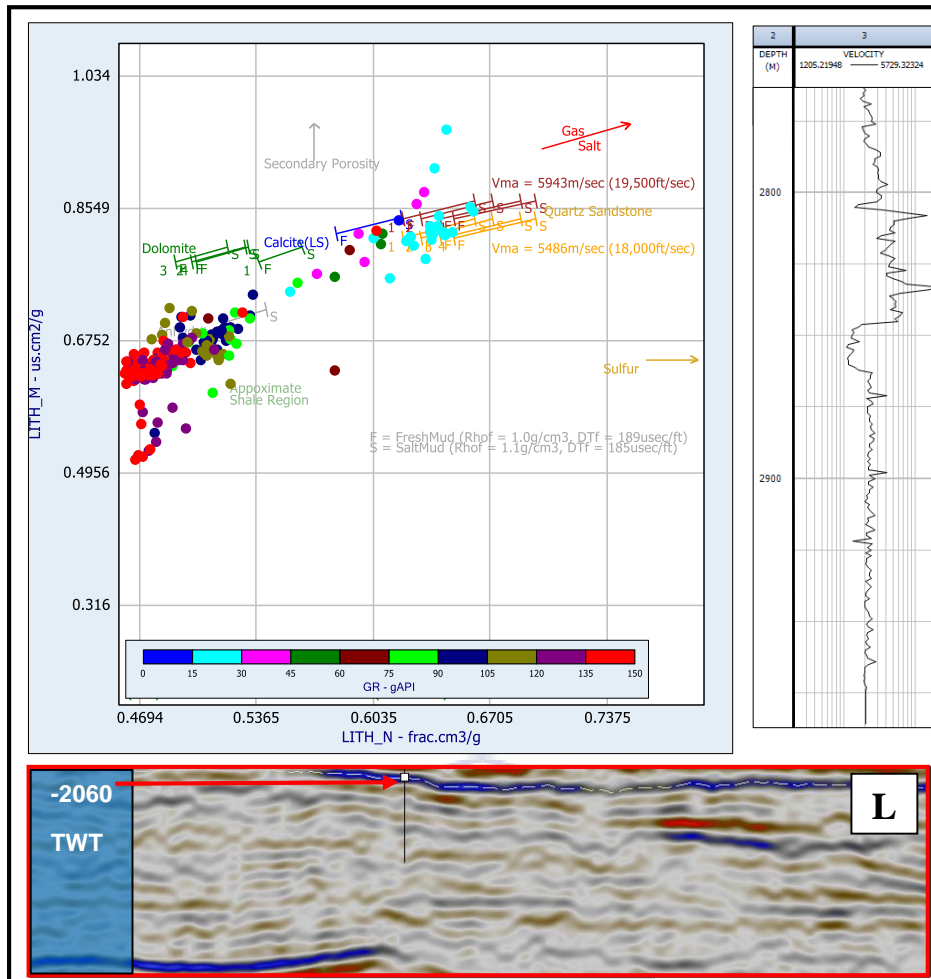 1.034
0.8549
0.6752
0.4956
0.316
LITH_M - us.cm2/g
Secondary Porosity
Gas
Salt
Vma = 5943m/sec (19,500ft/sec)
Quartz Sandstone
Vma = 5486m/sec (18,000ft/sec)
Calcite(LS)
Dolomite
Sulfur
Appoximate
Shale Region
F = FreshMud (Rhof = 1.0g/cm3, DTf = 189usec/ft)
S = SaltMud (Rhof = 1.1g/cm3, DTf = 185usec/ft)
0 15 30 45 60 75 90 105 120 135 150
GR - gAPI
0.4694 0.5365 0.6035 0.6705 0.7375
LITH_N - frac.cm3/g
2 3
DEPTH VELOCITY
(M) 1205.21948 5729.32324
2800
2900
-2060
TWT
L